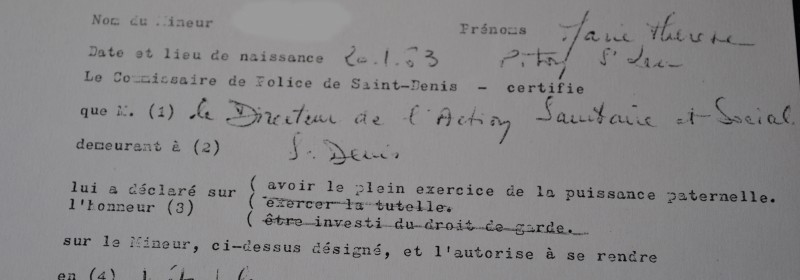 Nom du Mineur Prénoms Marie Thérèse
Date et lieu de naissance 20.1.63 P. Fon St Leu
Le Commissaire de Police de Saint-Denis - certifie
que M. (1) Le Directeur de l'Action Sanitaire et Social
demeurant à (2) St Denis
lui a déclaré sur ( avoir le plein exercice de la puissance paternelle.
l'honneur (3) ( exercer la tutelle.
( être investi du droit de garde.
sur le Mineur, ci-dessus désigné, et l'autorise à se rendre
en (4)